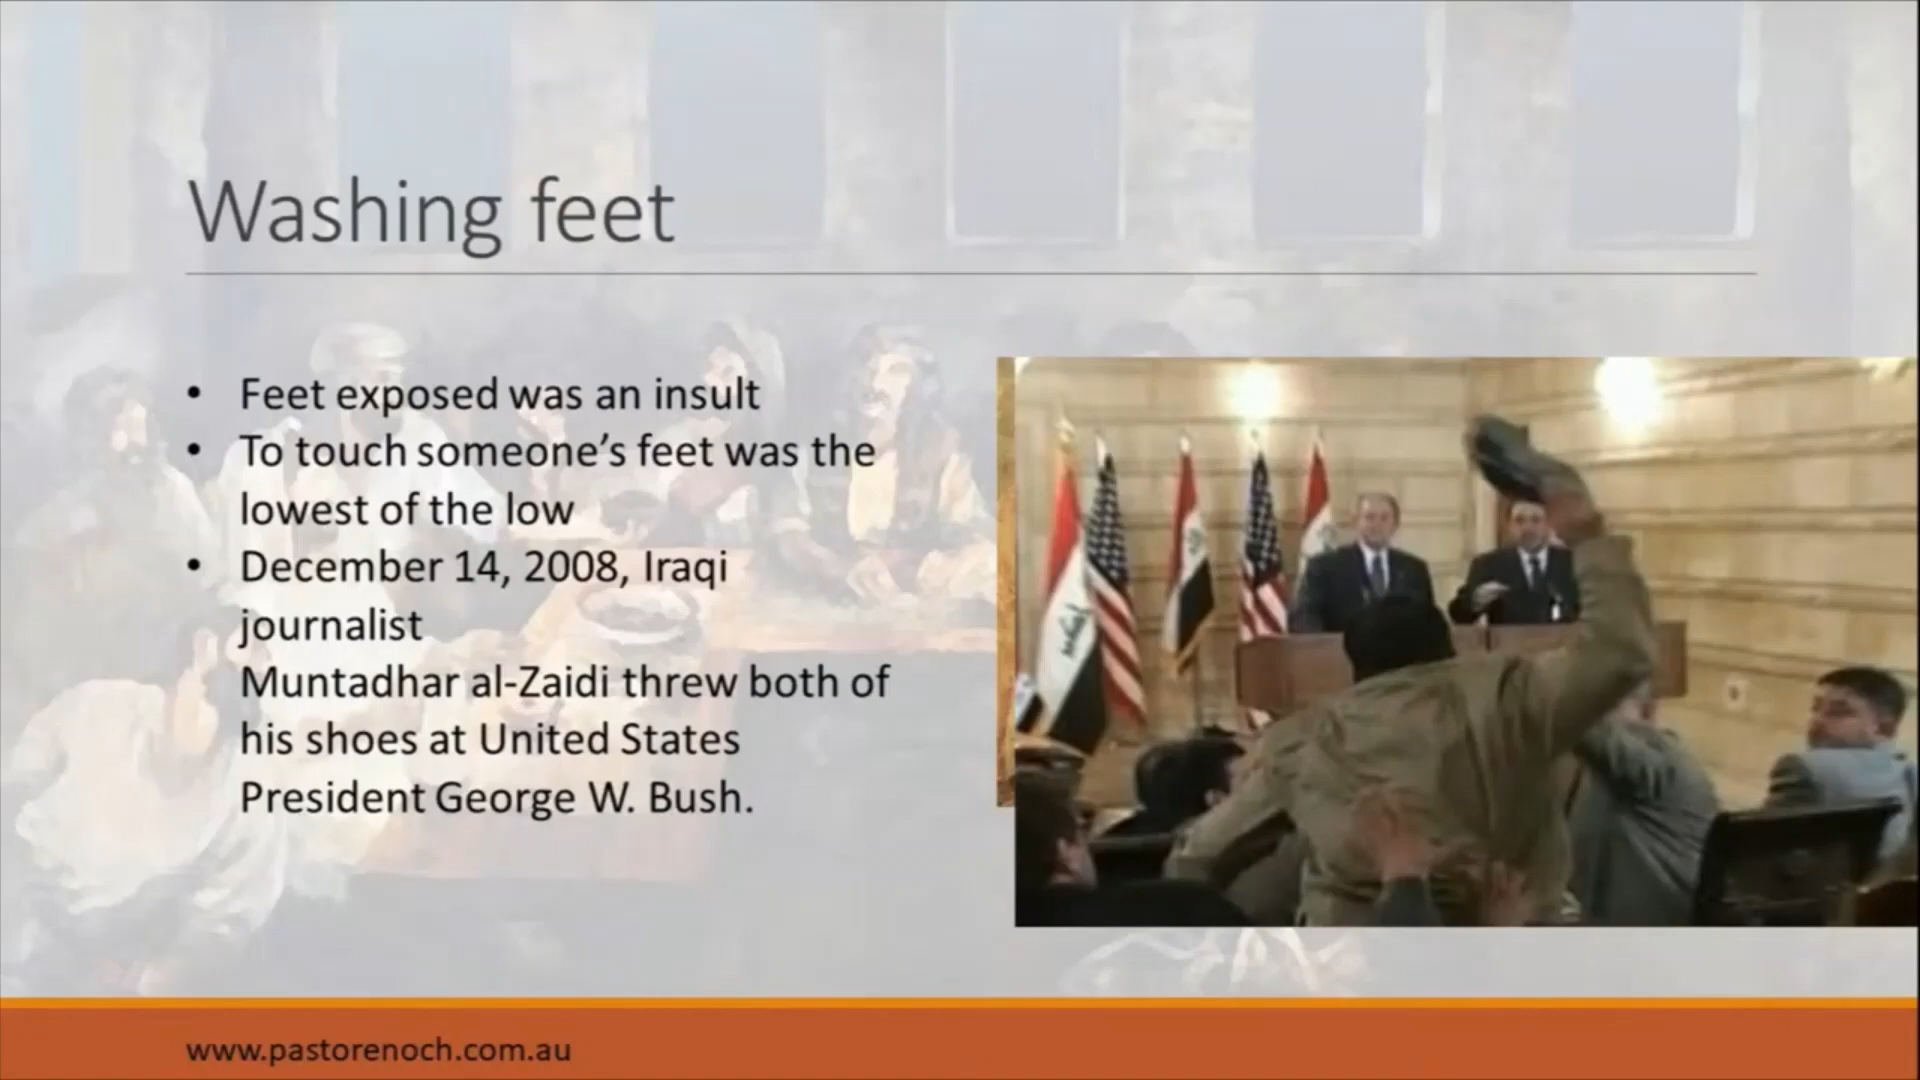 Washing feet
• Feet exposed was an insult
• To touch someone’s feet was the
lowest of the low
• December 14, 2008, Iraqi
journalist
Muntadhar al-Zaidi threw both of
his shoes at United States
President George W. Bush.
www.pastorenoch.com.au